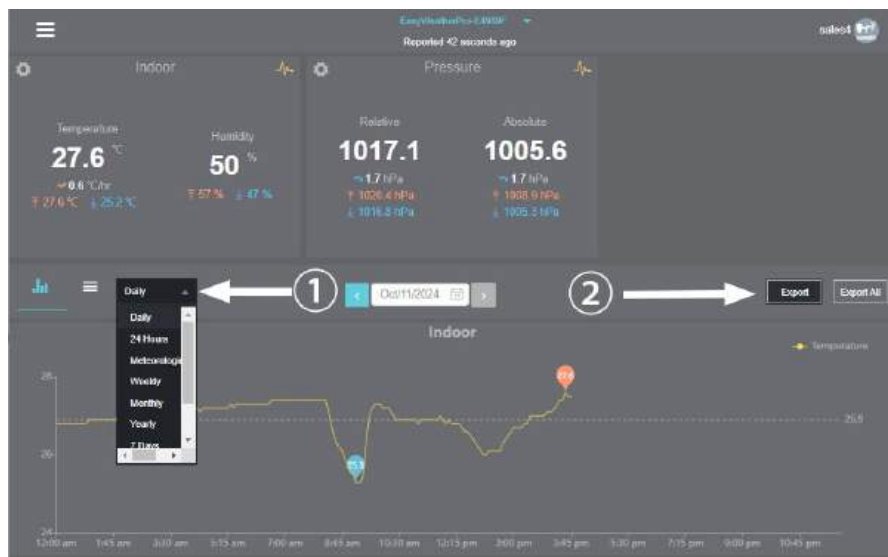 Reported 42 seconds ago
sales4
Indoor
Pressure
Temperature
27.6 °C
0.6 °C/hr
27.6 °C 25.2 °C
Humidity
50 %
57 % 47 %
Relative
1017.1
1.7 hPa
1020.4 hPa
1016.8 hPa
Absolute
1005.6
1.7 hPa
1008.9 hPa
1005.3 hPa
Daily
1
Oct/11/2024
2
Export
Export All
Daily
24 Hours
Meteorologic
Weekly
Monthly
Yearly
7 Days
Indoor
Temperature
28
26
24
27.6
25.3
26.9
12:00 am 1:45 am 3:30 am 5:15 am 7:00 am 8:45 am 10:30 am 12:15 pm 2:00 pm 3:45 pm 5:30 pm 7:15 pm 9:00 pm 10:45 pm